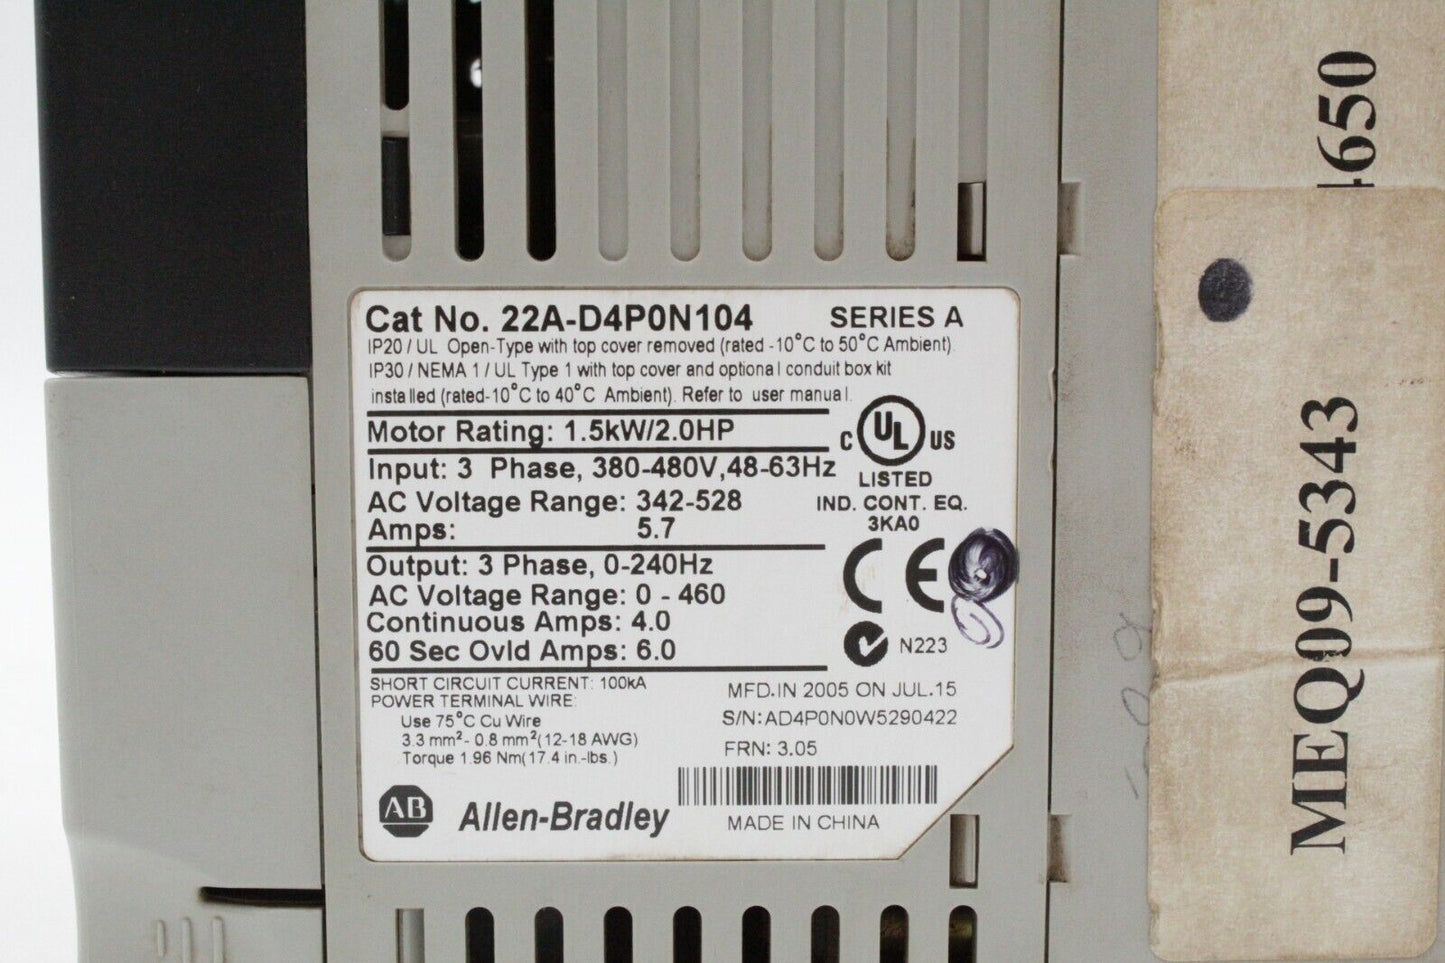 Cat No. 22A-D4P0N104 SERIES A
IP20 / UL Open-Type with top cover removed (rated -10°C to 50°C Ambient).
IP30 / NEMA 1 / UL Type 1 with top cover and optional conduit box kit
installed (rated-10°C to 40°C Ambient). Refer to user manual.
Motor Rating: 1.5kW/2.0HP
C UL US
LISTED
IND. CONT. EQ.
3KA0
Input: 3 Phase, 380-480V,48-63Hz
AC Voltage Range: 342-528
Amps: 5.7
Output: 3 Phase, 0-240Hz
AC Voltage Range: 0 - 460
Continuous Amps: 4.0
60 Sec Ovld Amps: 6.0
CE
N223
SHORT CIRCUIT CURRENT: 100kA
POWER TERMINAL WIRE:
Use 75°C Cu Wire
3.3 mm²- 0.8 mm²(12-18 AWG)
Torque 1.96 Nm(17.4 in.-lbs.)
MFD.IN 2005 ON JUL.15
S/N:AD4P0N0W5290422
FRN: 3.05
AB Allen-Bradley
MADE IN CHINA
MEQ09-5343
4650